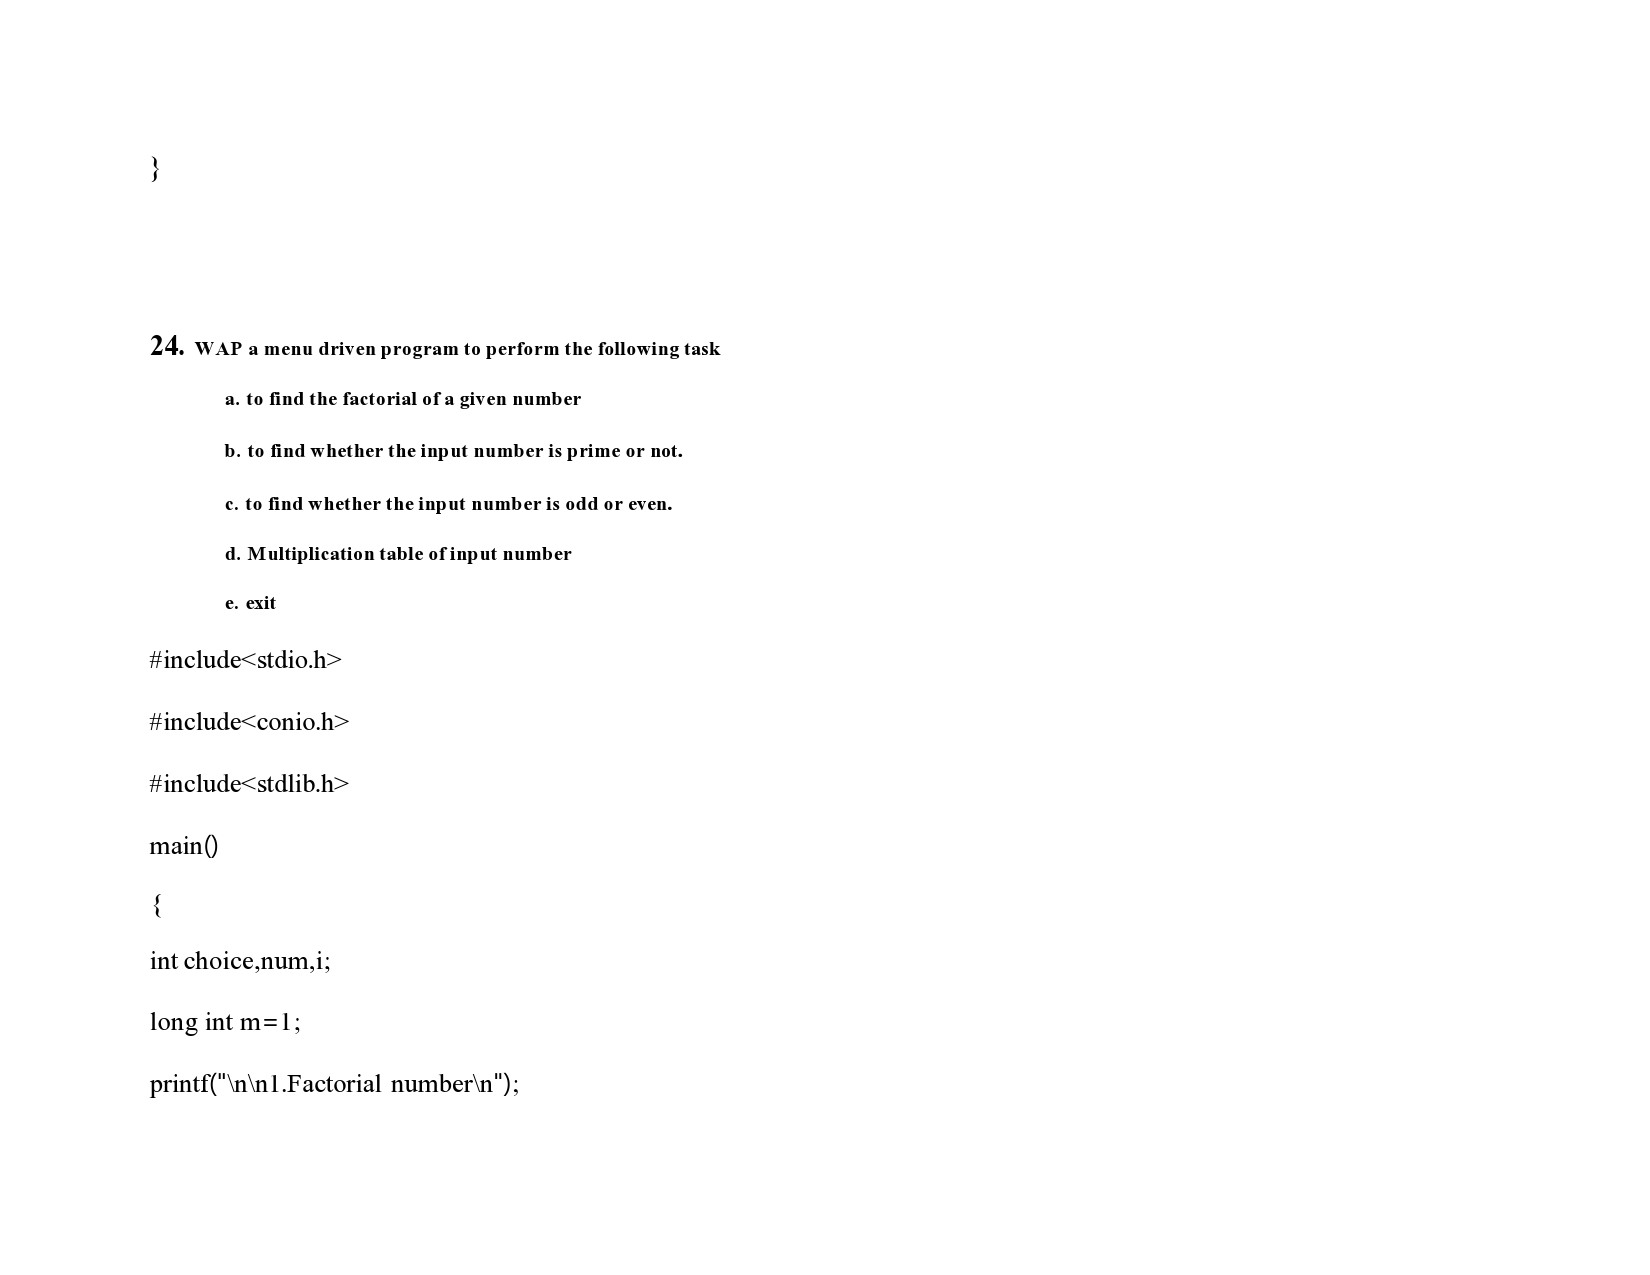 }
24. WAP a menu driven program to perform the following task
a. to find the factorial of a given number
b. to find whether the input number is prime or not.
c. to find whether the input number is odd or even.
d. Multiplication table of input number
e. exit
#include<stdio.h>
#include<conio.h>
#include<stdlib.h>
main()
{
int choice,num,i;
long int m=1;
printf("\n\n1.Factorial number\n");